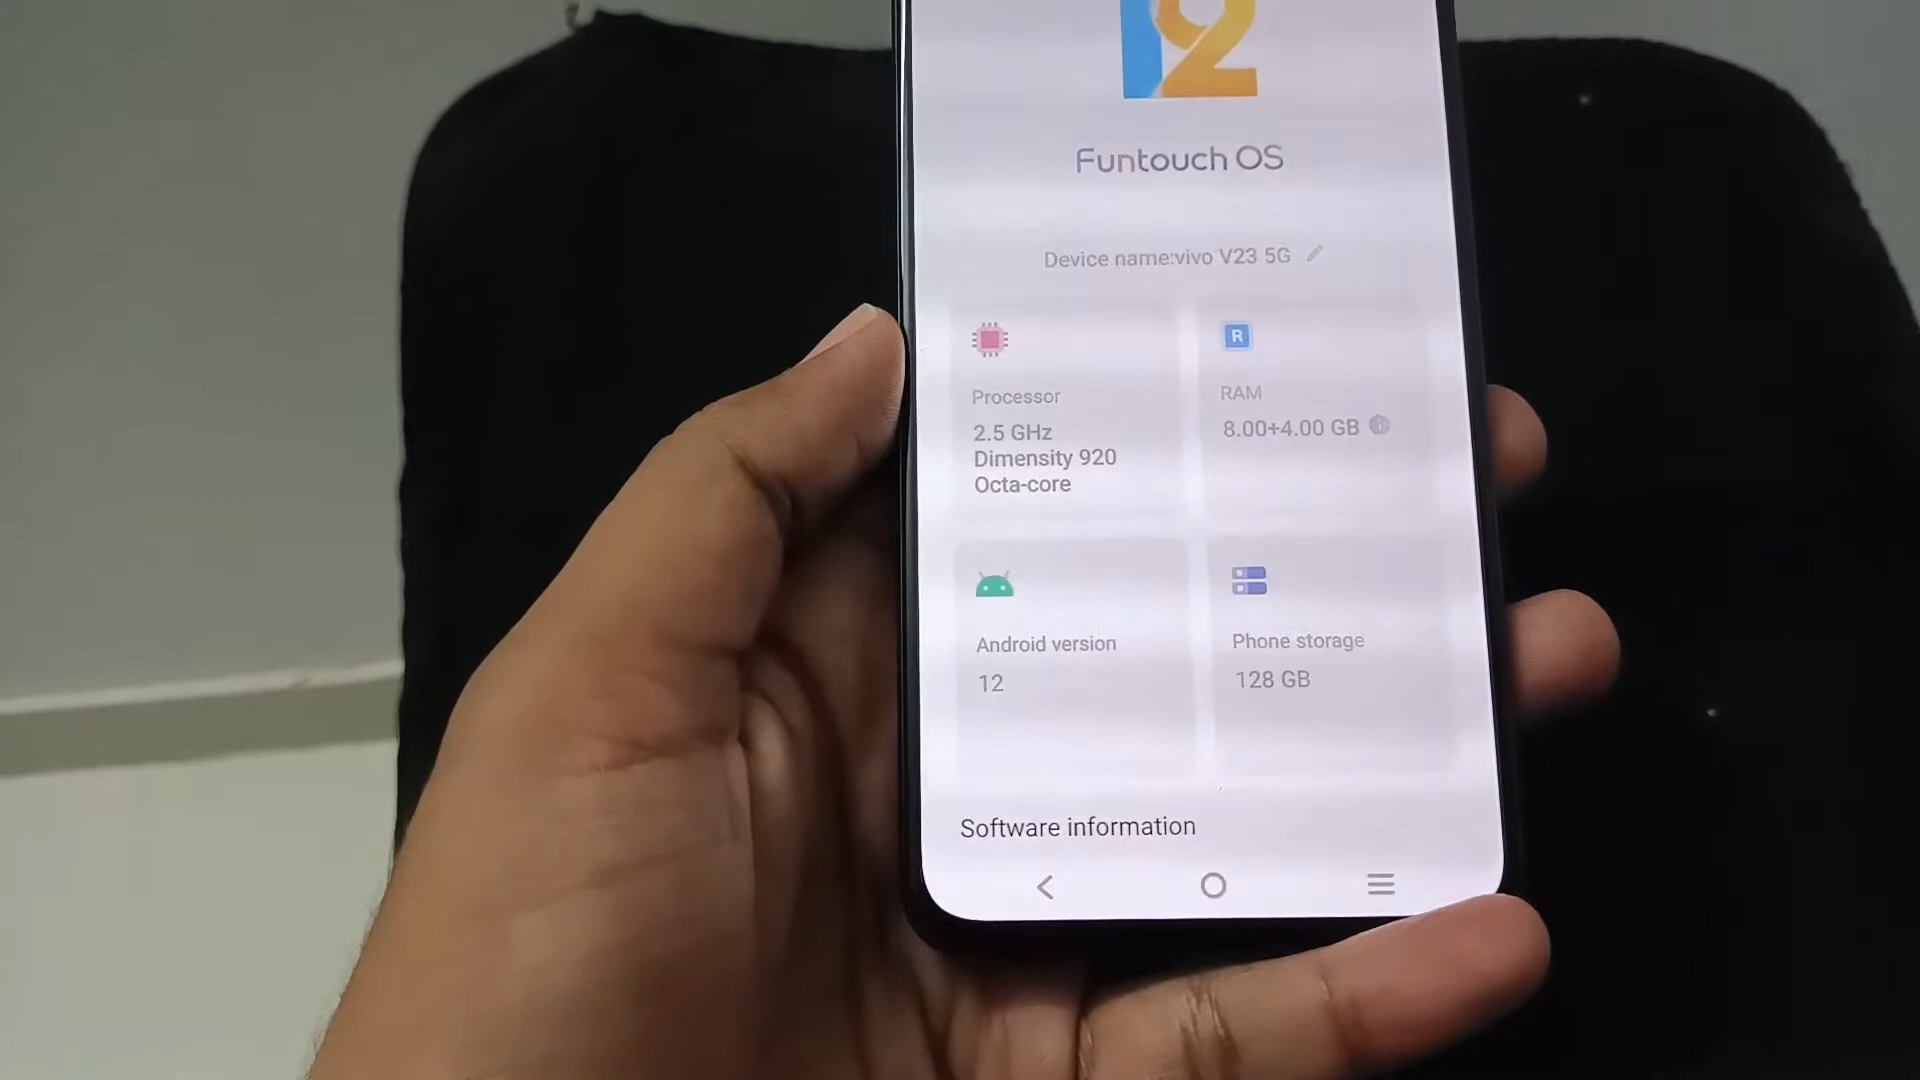 12
Funtouch OS
Device name:vivo V23 5G
R
Processor
2.5 GHz
Dimensity 920
Octa-core
RAM
8.00+4.00 GB
Android version
12
Phone storage
128 GB
Software information